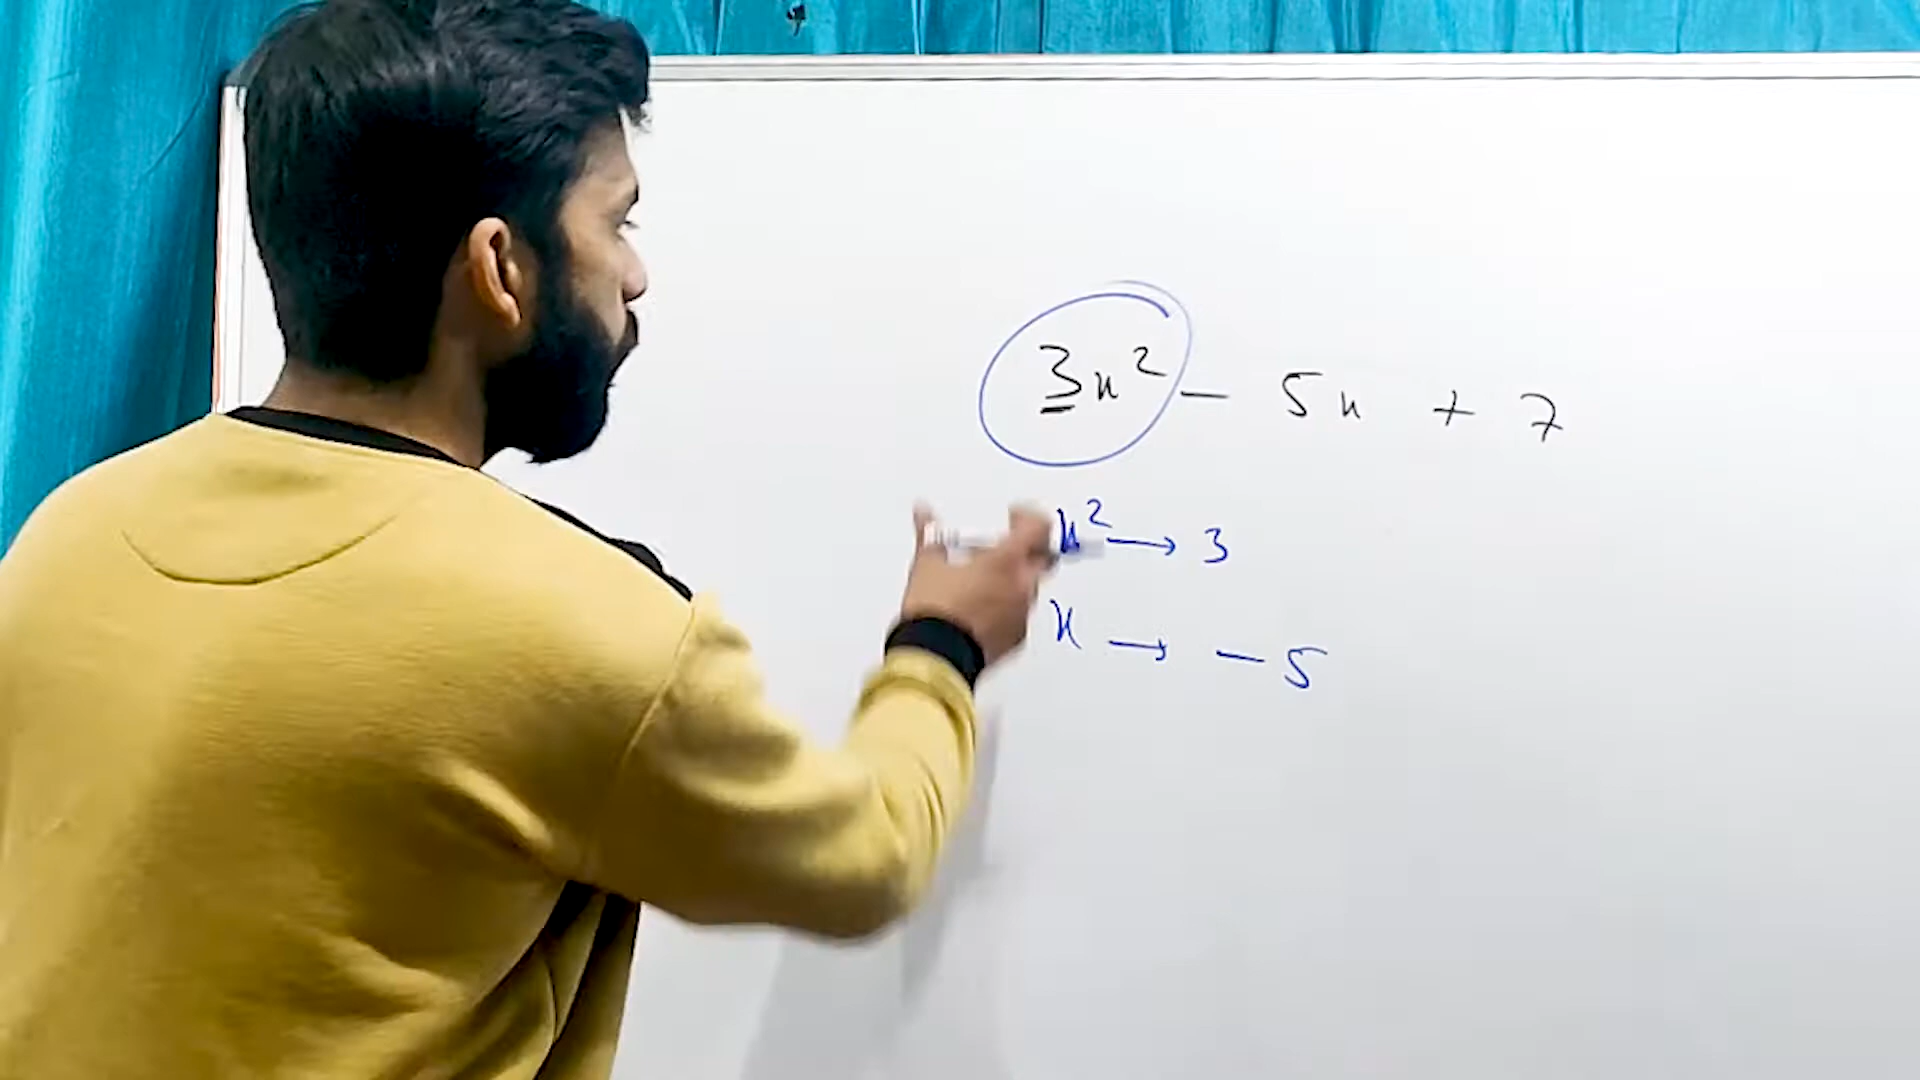 3x² - 5x + 7
x² → 3
x → -5